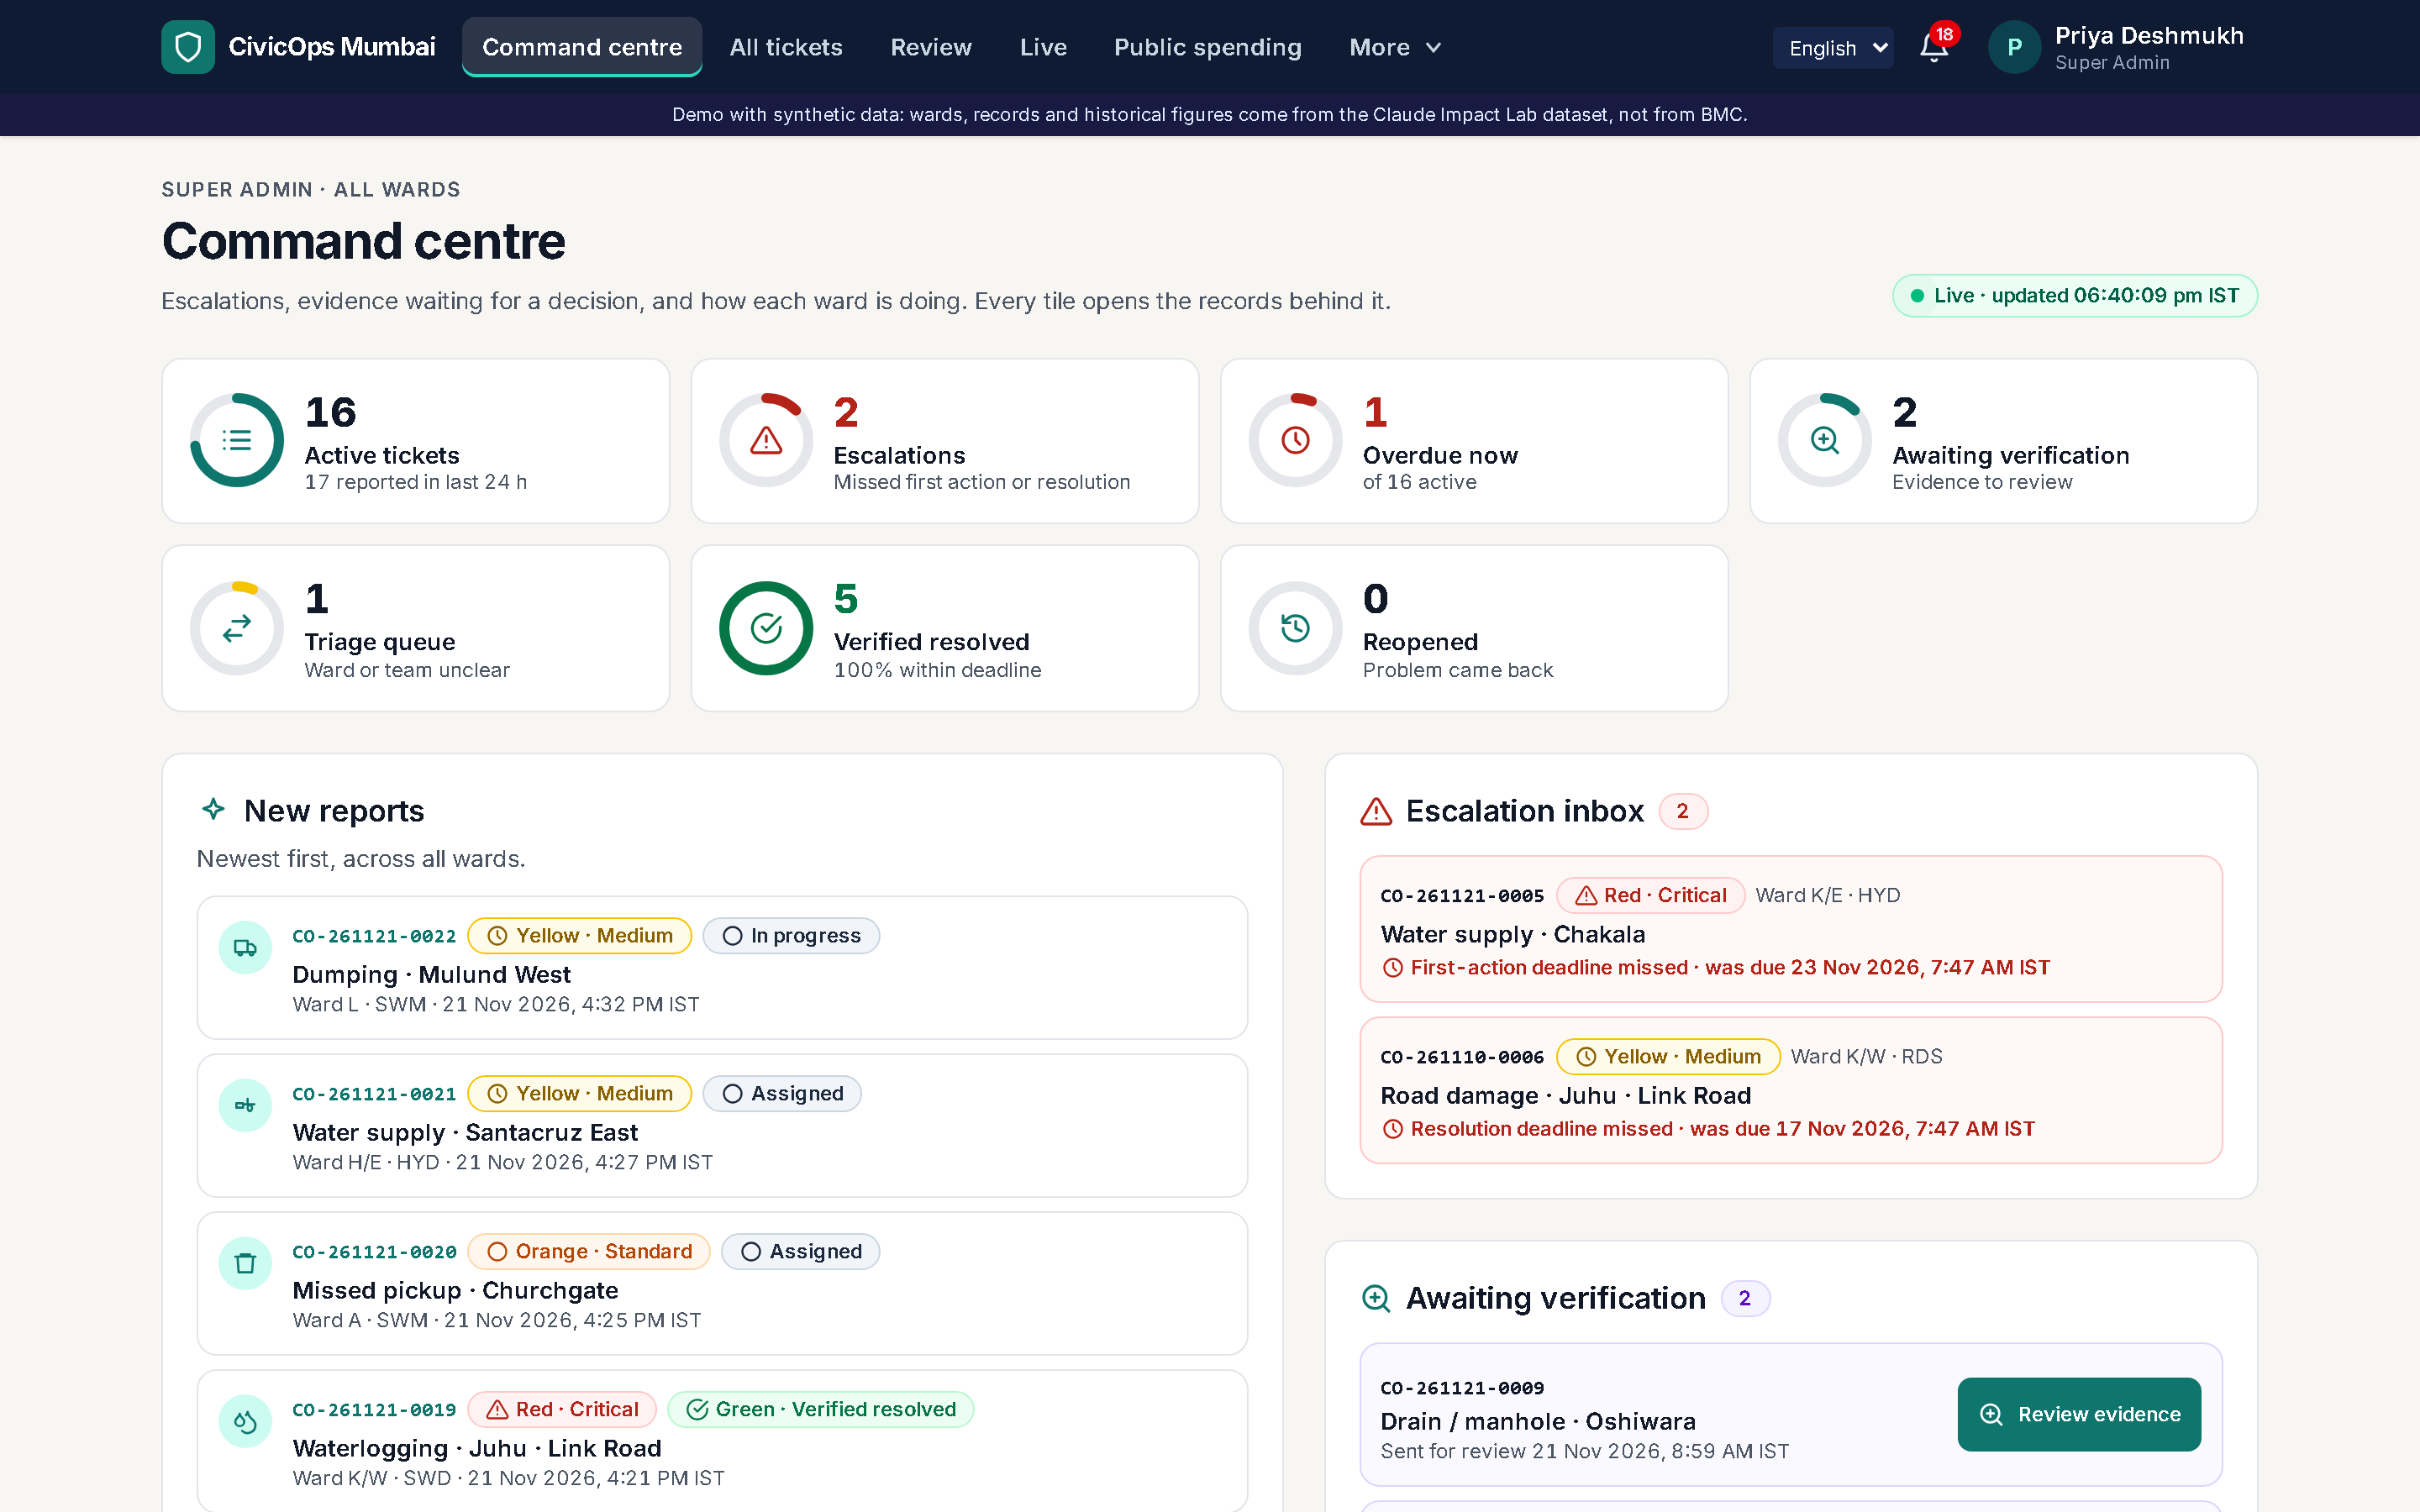 CivicOps Mumbai
Command centre
All tickets
Review
Live
Public spending
More
English
18
P
Priya Deshmukh
Super Admin
Demo with synthetic data: wards, records and historical figures come from the Claude Impact Lab dataset, not from BMC.
SUPER ADMIN · ALL WARDS
Command centre
Escalations, evidence waiting for a decision, and how each ward is doing. Every tile opens the records behind it.
Live · updated 06:40:09 pm IST
16
Active tickets
17 reported in last 24 h
2
Escalations
Missed first action or resolution
1
Overdue now
of 16 active
2
Awaiting verification
Evidence to review
1
Triage queue
Ward or team unclear
5
Verified resolved
100% within deadline
0
Reopened
Problem came back
New reports
Newest first, across all wards.
CO-261121-0022 Yellow · Medium In progress
Dumping · Mulund West
Ward L · SWM · 21 Nov 2026, 4:32 PM IST
CO-261121-0021 Yellow · Medium Assigned
Water supply · Santacruz East
Ward H/E · HYD · 21 Nov 2026, 4:27 PM IST
CO-261121-0020 Orange · Standard Assigned
Missed pickup · Churchgate
Ward A · SWM · 21 Nov 2026, 4:25 PM IST
CO-261121-0019 Red · Critical Green · Verified resolved
Waterlogging · Juhu · Link Road
Ward K/W · SWD · 21 Nov 2026, 4:21 PM IST
Escalation inbox 2
CO-261121-0005 Red · Critical Ward K/E · HYD
Water supply · Chakala
First-action deadline missed · was due 23 Nov 2026, 7:47 AM IST
CO-261110-0006 Yellow · Medium Ward K/W · RDS
Road damage · Juhu · Link Road
Resolution deadline missed · was due 17 Nov 2026, 7:47 AM IST
Awaiting verification 2
CO-261121-0009
Drain / manhole · Oshiwara
Sent for review 21 Nov 2026, 8:59 AM IST
Review evidence